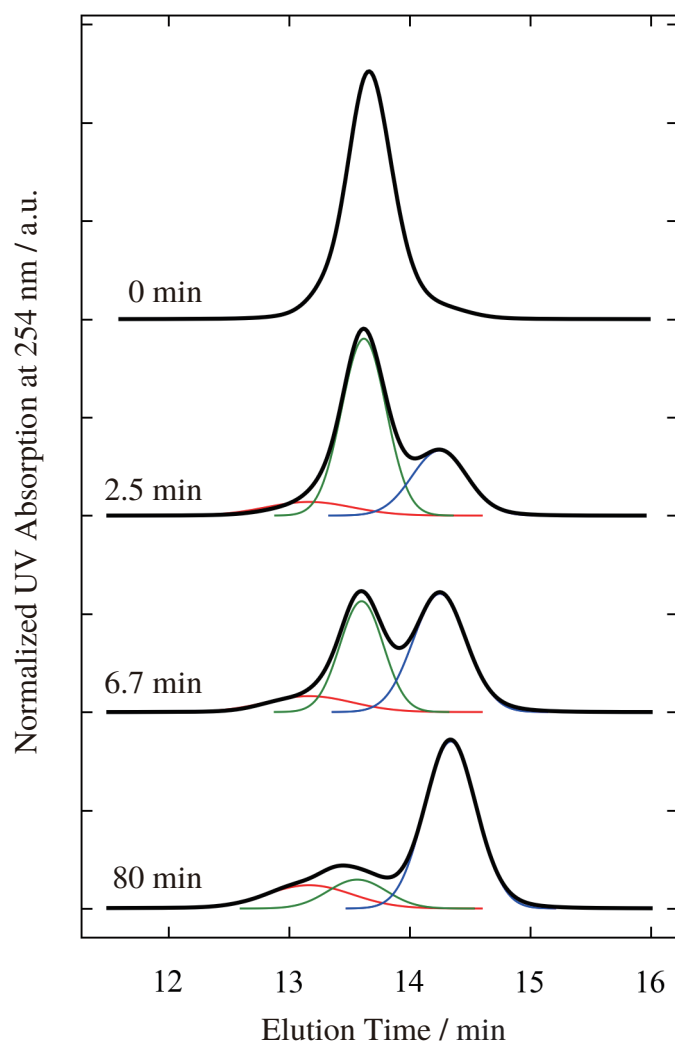 Normalized UV Absorption at 254 nm / a.u.
0 min
2.5 min
6.7 min
80 min
12 13 14 15 16
Elution Time / min